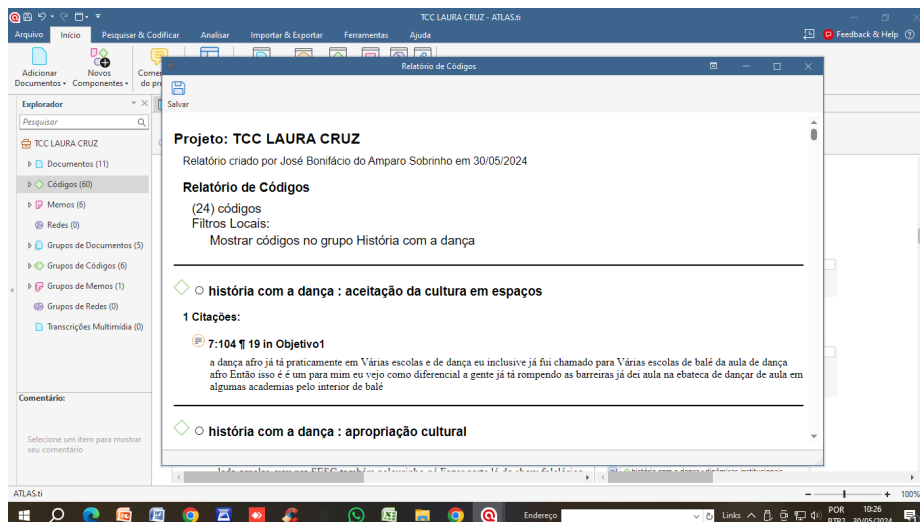 TCC LAURA CRUZ - ATLAS.ti
Arquivo Início Pesquisar & Codificar Analisar Importar & Exportar Ferramentas Ajuda Feedback & Help
Adicionar Documentos Novos Componentes
Relatório de Códigos
Salvar
Explorador
Pesquisar
TCC LAURA CRUZ
Documentos (11)
Códigos (60)
Memos (6)
Redes (0)
Grupos de Documentos (5)
Grupos de Códigos (6)
Grupos de Memos (1)
Grupos de Redes (0)
Transcrições Multimídia (0)
Comentário:
Selecione um item para mostrar
seu comentário
Projeto: TCC LAURA CRUZ
Relatório criado por José Bonifácio do Amparo Sobrinho em 30/05/2024
Relatório de Códigos
(24) códigos
Filtros Locais:
Mostrar códigos no grupo História com a dança
história com a dança : aceitação da cultura em espaços
1 Citações:
7:104 ¶ 19 in Objetivo1
a dança afro já tá praticamente em Várias escolas e de dança eu inclusive já fui chamado para Várias escolas de balé da aula de dança
afro Então isso é é um para mim eu vejo como diferencial a gente já tá rompendo as barreiras já dei aula na ebateca de dançar de aula em
algumas academias pelo interior de balé
história com a dança : apropriação cultural
ATLAS.ti
100%
Endereço
Links
POR
10:26
PTB2
30/05/2024